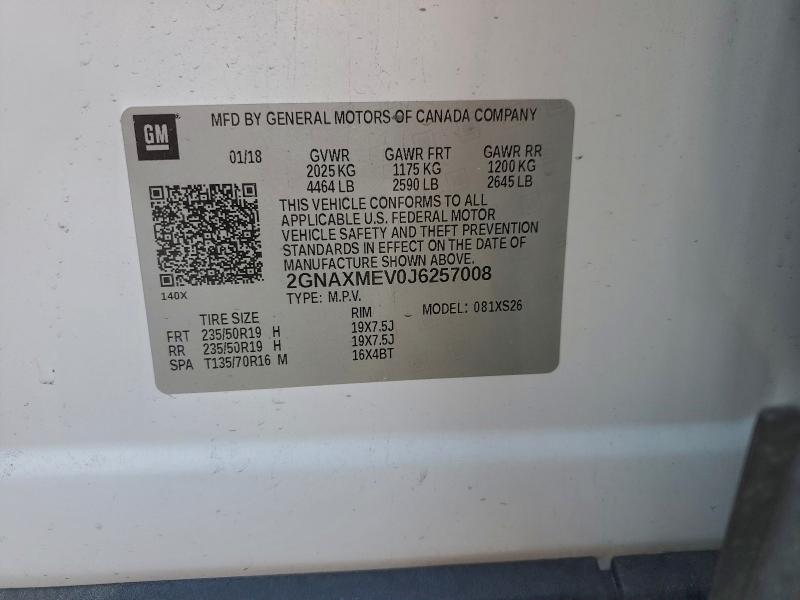 GM
MFD BY GENERAL MOTORS OF CANADA COMPANY
01/18 GVWR GAWR FRT GAWR RR
2025 KG 1175 KG 1200 KG
4464 LB 2590 LB 2645 LB
THIS VEHICLE CONFORMS TO ALL
APPLICABLE U.S. FEDERAL MOTOR
VEHICLE SAFETY AND THEFT PREVENTION
STANDARDS IN EFFECT ON THE DATE OF
MANUFACTURE SHOWN ABOVE.
2GNAXMEV0J6257008
140X
TYPE: M.P.V. MODEL: 081XS26
TIRE SIZE RIM
FRT 235/50R19 H 19X7.5J
RR 235/50R19 H 19X7.5J
SPA T135/70R16 M 16X4BT